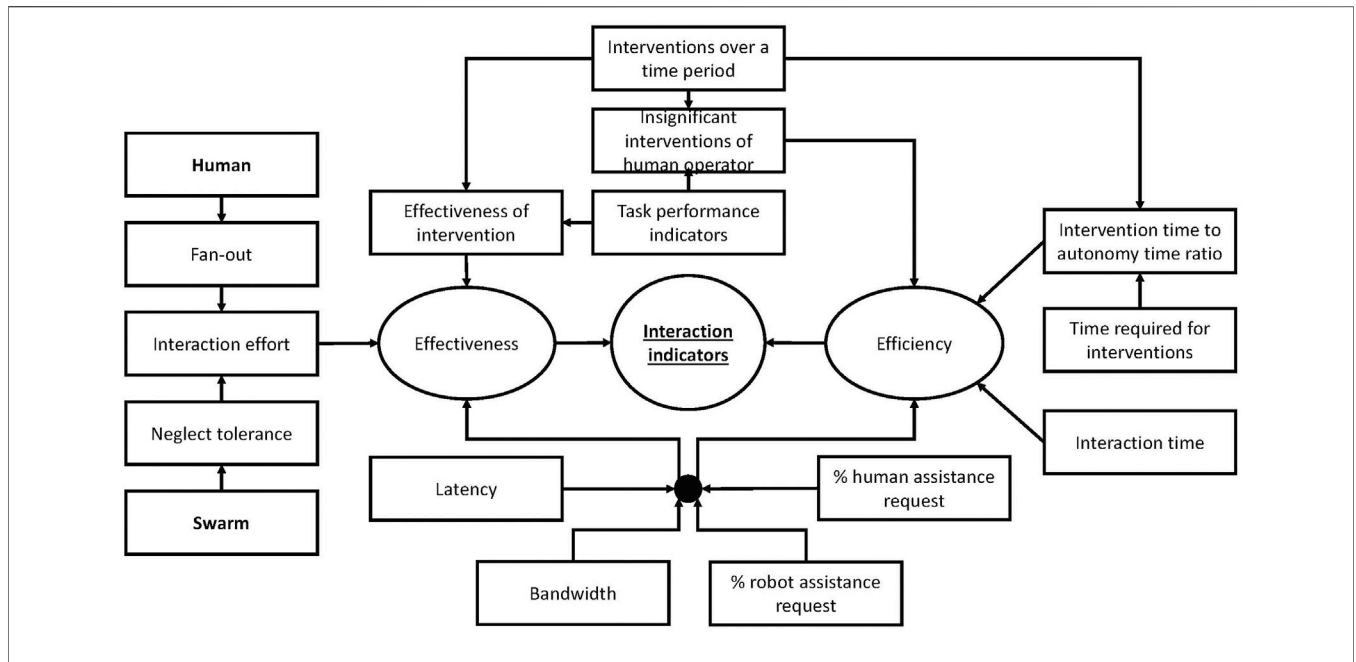 Interventions over a
time period
Insignificant
interventions of
human operator
Human
Effectiveness of
intervention
Task performance
indicators
Intervention time to
autonomy time ratio
Fan-out
Interaction effort
Effectiveness
Interaction
indicators
Efficiency
Time required for
interventions
Neglect tolerance
Interaction time
Latency
% human assistance
request
Swarm
Bandwidth
% robot assistance
request